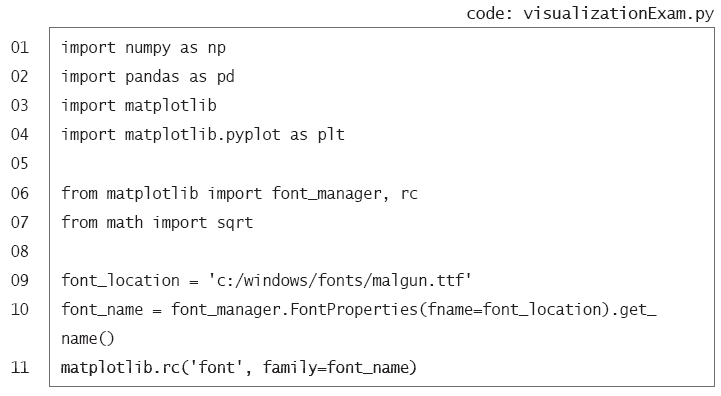 code: visualizationExam.py
01 import numpy as np
02 import pandas as pd
03 import matplotlib
04 import matplotlib.pyplot as plt
05
06 from matplotlib import font_manager, rc
07 from math import sqrt
08
09 font_location = 'c:/windows/fonts/malgun.ttf'
10 font_name = font_manager.FontProperties(fname=font_location).get_
name()
11 matplotlib.rc('font', family=font_name)